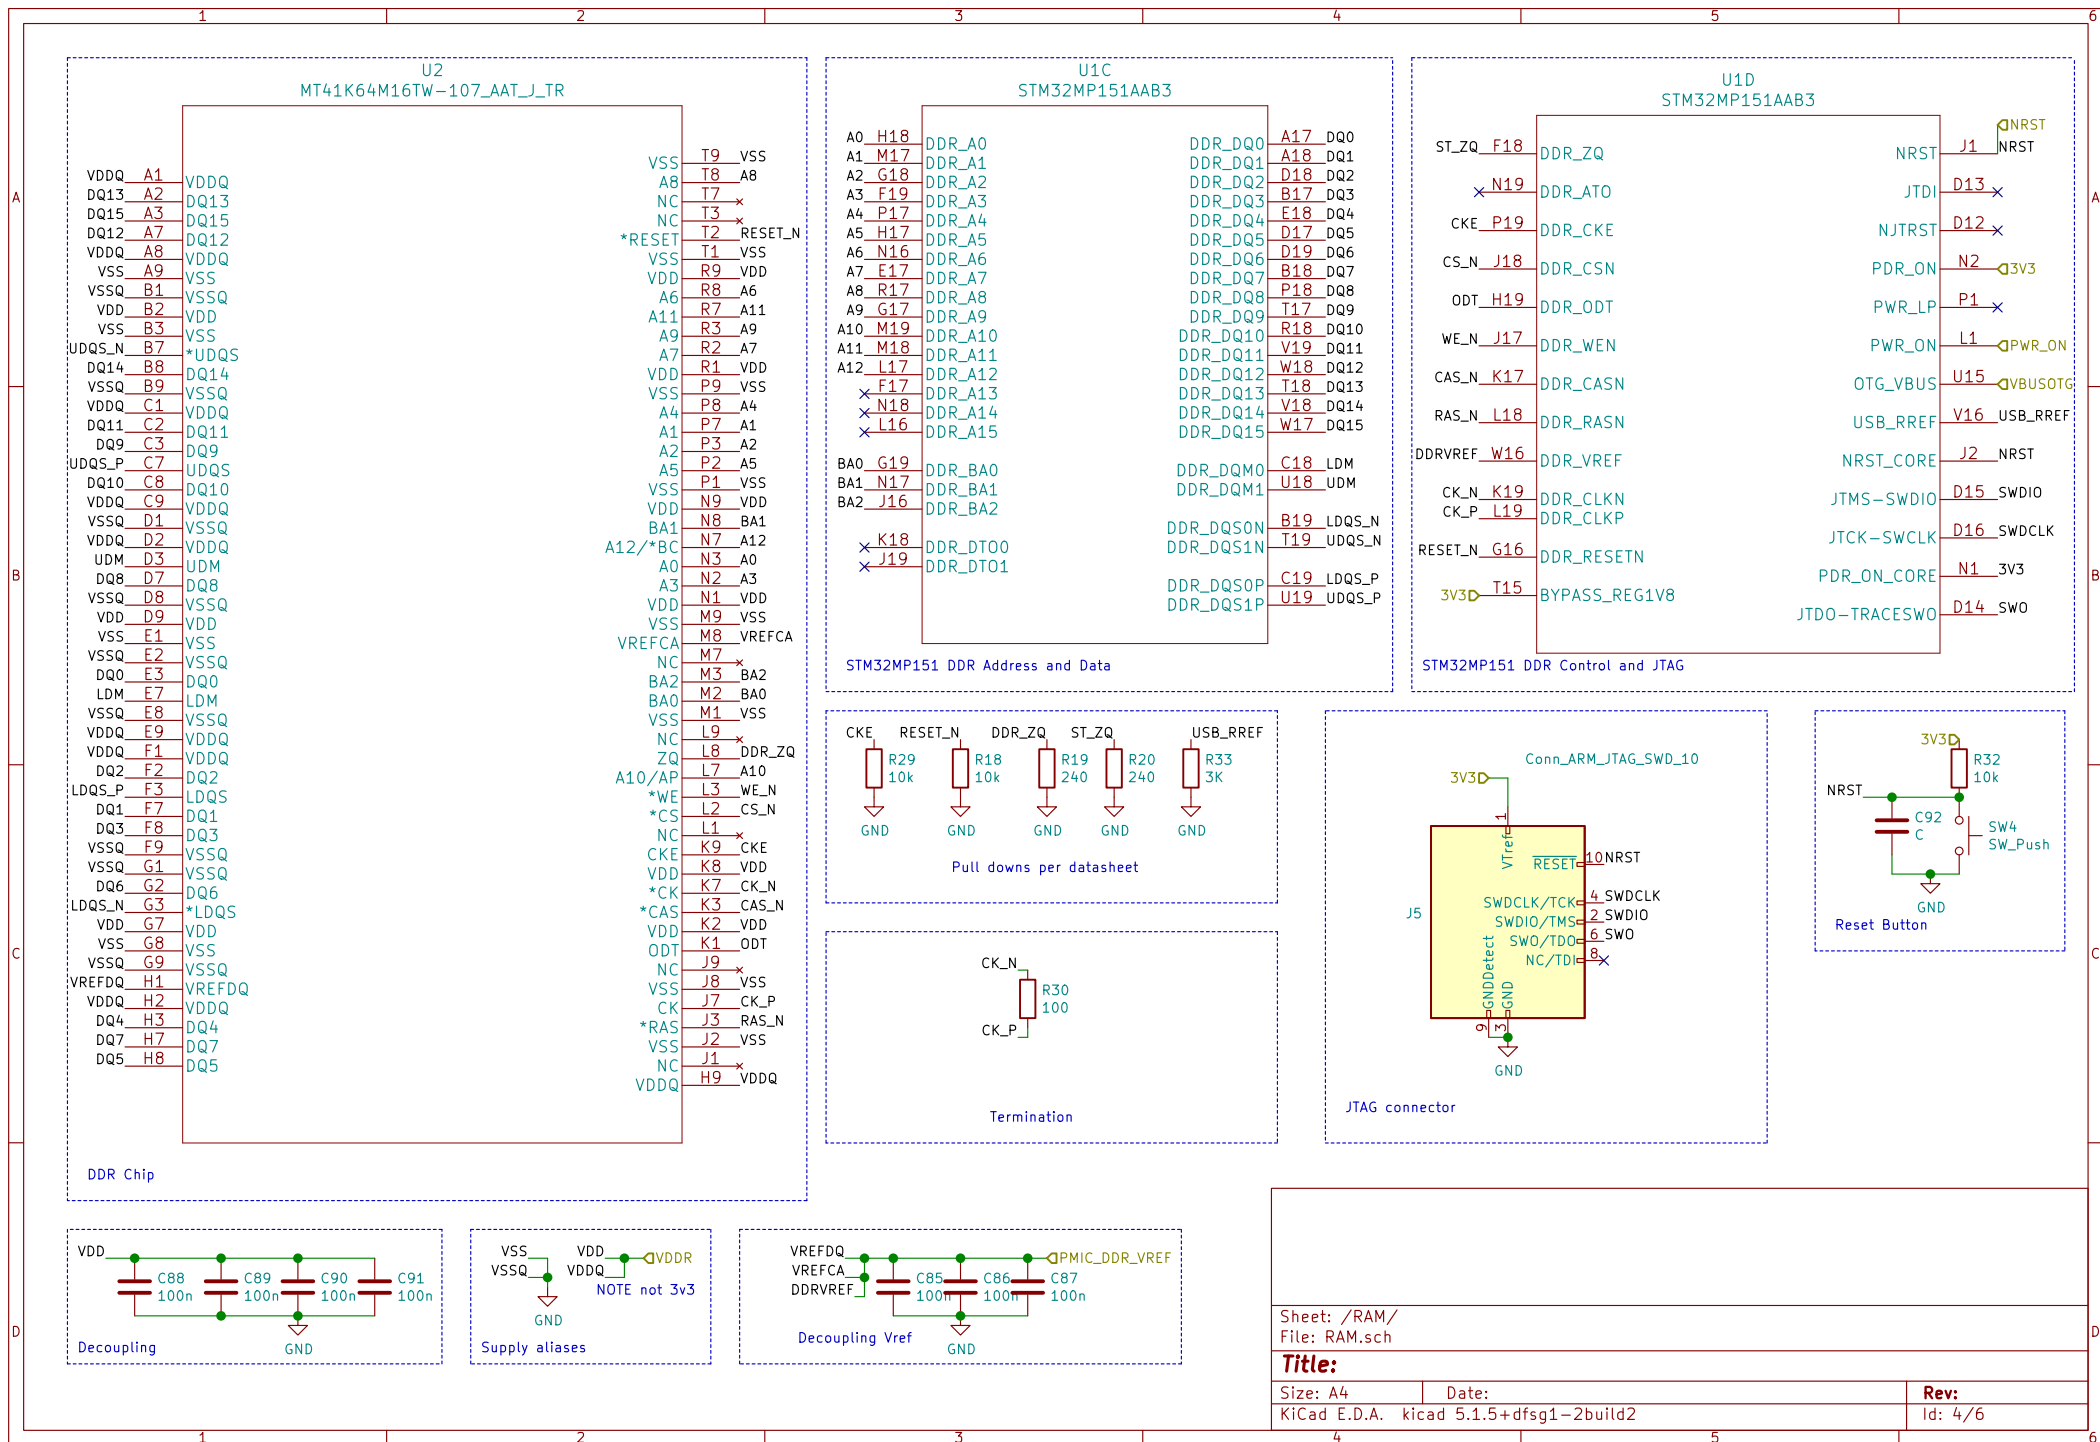 1 2 3 4 5 6
A
B
C
D
U2
MT41K64M16TW-107_AAT_J_TR
VDDQ A1 VDDQ
DQ13 A2 DQ13
DQ15 A3 DQ15
DQ12 A7 DQ12
VDDQ A8 VDDQ
VSS A9 VSS
VSSQ B1 VSSQ
VDD B2 VDD
VSS B3 VSS
UDQS_N B7 *UDQS
DQ14 B8 DQ14
VSSQ B9 VSSQ
VDDQ C1 VDDQ
DQ11 C2 DQ11
DQ9 C3 DQ9
UDQS_P C7 UDQS
DQ10 C8 DQ10
VDDQ C9 VDDQ
VSSQ D1 VSSQ
VDDQ D2 VDDQ
UDM D3 UDM
DQ8 D7 DQ8
VSSQ D8 VSSQ
VDD D9 VDD
VSS E1 VSS
VSSQ E2 VSSQ
DQ0 E3 DQ0
LDM E7 LDM
VSSQ E8 VSSQ
VDDQ E9 VDDQ
VDDQ F1 VDDQ
DQ2 F2 DQ2
LDQS_P F3 LDQS
DQ1 F7 DQ1
DQ3 F8 DQ3
VSSQ F9 VSSQ
VSSQ G1 VSSQ
DQ6 G2 DQ6
LDQS_N G3 *LDQS
VDD G7 VDD
VSS G8 VSS
VSSQ G9 VSSQ
VREFDQ H1 VREFDQ
VDDQ H2 VDDQ
DQ4 H3 DQ4
DQ7 H7 DQ7
DQ5 H8 DQ5
VSS T9 VSS
A8 T8 A8
NC T7
NC T3
*RESET T2 RESET_N
VSS T1 VSS
VDD R9 VDD
A6 R8 A6
A11 R7 A11
A9 R3 A9
A7 R2 A7
VDD R1 VDD
VSS P9 VSS
A4 P8 A4
A1 P7 A1
A2 P3 A2
A5 P2 A5
VSS P1 VSS
VDD N9 VDD
BA1 N8 BA1
A12/*BC N7 A12
A0 N3 A0
A3 N2 A3
VDD N1 VDD
VSS M9 VSS
VREFCA M8 VREFCA
NC M7
BA2 M3 BA2
BA0 M2 BA0
VSS M1 VSS
NC L9
ZQ L8 DDR_ZQ
A10/AP L7 A10
*WE L3 WE_N
*CS L2 CS_N
NC L1
CKE K9 CKE
VDD K8 VDD
*CK K7 CK_N
*CAS K3 CAS_N
VDD K2 VDD
ODT K1 ODT
NC J9
VSS J8 VSS
CK J7 CK_P
*RAS J3 RAS_N
VSS J2 VSS
NC J1
VDDQ H9 VDDQ
DDR Chip
U1C
STM32MP151AAB3
A0 H18 DDR_A0
A1 M17 DDR_A1
A2 G18 DDR_A2
A3 F19 DDR_A3
A4 P17 DDR_A4
A5 H17 DDR_A5
A6 N16 DDR_A6
A7 E17 DDR_A7
A8 R17 DDR_A8
A9 G17 DDR_A9
A10 M19 DDR_A10
A11 M18 DDR_A11
A12 L17 DDR_A12
F17 DDR_A13
N18 DDR_A14
L16 DDR_A15
BA0 G19 DDR_BA0
BA1 N17 DDR_BA1
BA2 J16 DDR_BA2
K18 DDR_DTO0
J19 DDR_DTO1
DDR_DQ0 A17 DQ0
DDR_DQ1 A18 DQ1
DDR_DQ2 D18 DQ2
DDR_DQ3 B17 DQ3
DDR_DQ4 E18 DQ4
DDR_DQ5 D17 DQ5
DDR_DQ6 D19 DQ6
DDR_DQ7 B18 DQ7
DDR_DQ8 P18 DQ8
DDR_DQ9 T17 DQ9
DDR_DQ10 R18 DQ10
DDR_DQ11 V19 DQ11
DDR_DQ12 W18 DQ12
DDR_DQ13 T18 DQ13
DDR_DQ14 V18 DQ14
DDR_DQ15 W17 DQ15
DDR_DQM0 C18 LDM
DDR_DQM1 U18 UDM
DDR_DQS0N B19 LDQS_N
DDR_DQS1N T19 UDQS_N
DDR_DQS0P C19 LDQS_P
DDR_DQS1P U19 UDQS_P
STM32MP151 DDR Address and Data
U1D
STM32MP151AAB3
ST_ZQ F18 DDR_ZQ
N19 DDR_ATO
CKE P19 DDR_CKE
CS_N J18 DDR_CSN
ODT H19 DDR_ODT
WE_N J17 DDR_WEN
CAS_N K17 DDR_CASN
RAS_N L18 DDR_RASN
DDRVREF W16 DDR_VREF
CK_N K19 DDR_CLKN
CK_P L19 DDR_CLKP
RESET_N G16 DDR_RESETN
3V3 T15 BYPASS_REG1V8
NRST
NRST J1 NRST
JTDI D13
NJTRST D12
PDR_ON N2 3V3
PWR_LP P1
PWR_ON L1 PWR_ON
OTG_VBUS U15 VBUSOTG
USB_RREF V16 USB_RREF
NRST_CORE J2 NRST
JTMS-SWDIO D15 SWDIO
JTCK-SWCLK D16 SWDCLK
PDR_ON_CORE N1 3V3
JTDO-TRACESWO D14 SWO
STM32MP151 DDR Control and JTAG
CKE RESET_N DDR_ZQ ST_ZQ USB_RREF
R29 R18 R19 R20 R33
10k 10k 240 240 3K
GND GND GND GND GND
Pull downs per datasheet
CK_N
R30
100
CK_P
Termination
Conn_ARM_JTAG_SWD_10
3V3
1
VTref
RESET 10 NRST
J5
SWDCLK/TCK 4 SWDCLK
SWDIO/TMS 2 SWDIO
SWO/TDO 6 SWO
NC/TDI 8
GNDDetect GND
9 3
GND
JTAG connector
3V3
R32
10k
NRST
C92
C
SW4
SW_Push
GND
Reset Button
VDD
C88 C89 C90 C91
100n 100n 100n 100n
GND
Decoupling
VSS
VSSQ
VDD
VDDQ
VDDR
NOTE not 3v3
GND
Supply aliases
VREFDQ
VREFCA
DDRVREF
PMIC_DDR_VREF
C85 C86 C87
100n 100n 100n
GND
Decoupling Vref
Sheet: /RAM/
File: RAM.sch
Title:
Size: A4 Date: Rev:
KiCad E.D.A. kicad 5.1.5+dfsg1-2build2 Id: 4/6
A
B
C
D
1 2 3 4 5 6